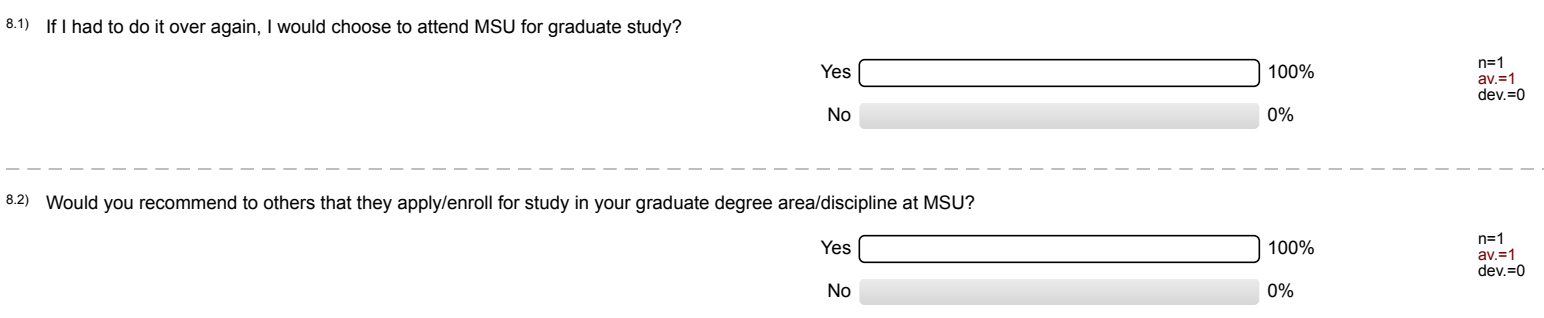 8.1) If I had to do it over again, I would choose to attend MSU for graduate study?
Yes 100%
No 0%
n=1
av.=1
dev.=0
8.2) Would you recommend to others that they apply/enroll for study in your graduate degree area/discipline at MSU?
Yes 100%
No 0%
n=1
av.=1
dev.=0